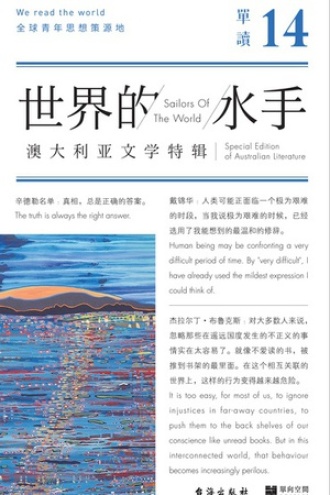 We read the world
全球青年思想策源地
單讀 14
世界的 / Sailors Of The World / 水手
澳大利亚文学特辑 | Special Edition of Australian Literature
辛德勒名单：真相，总是正确的答案。
The truth is always the right answer.
戴锦华：人类可能正面临一个极为艰难
的时段，当我说极为艰难的时候，已经
选用了我能想到的最温和的修辞。
Human being may be confronting a very
difficult period of time. By "very difficult", I
have already used the mildest expression I
could think of.
杰拉尔丁·布鲁克斯：对大多数人来说，
忽略那些在遥远国度发生的不正义的事
情实在太容易了。就像不爱读的书，被
推到书架的最里面。在这个相互关联的
世界上，这样的行为变得越来越危险。
It is too easy, for most of us, to ignore
injustices in far-away countries, to
push them to the back shelves of our
conscience like unread books. But in this
interconnected world, that behaviour
becomes increasingly perilous.
台海出版社
單向空間